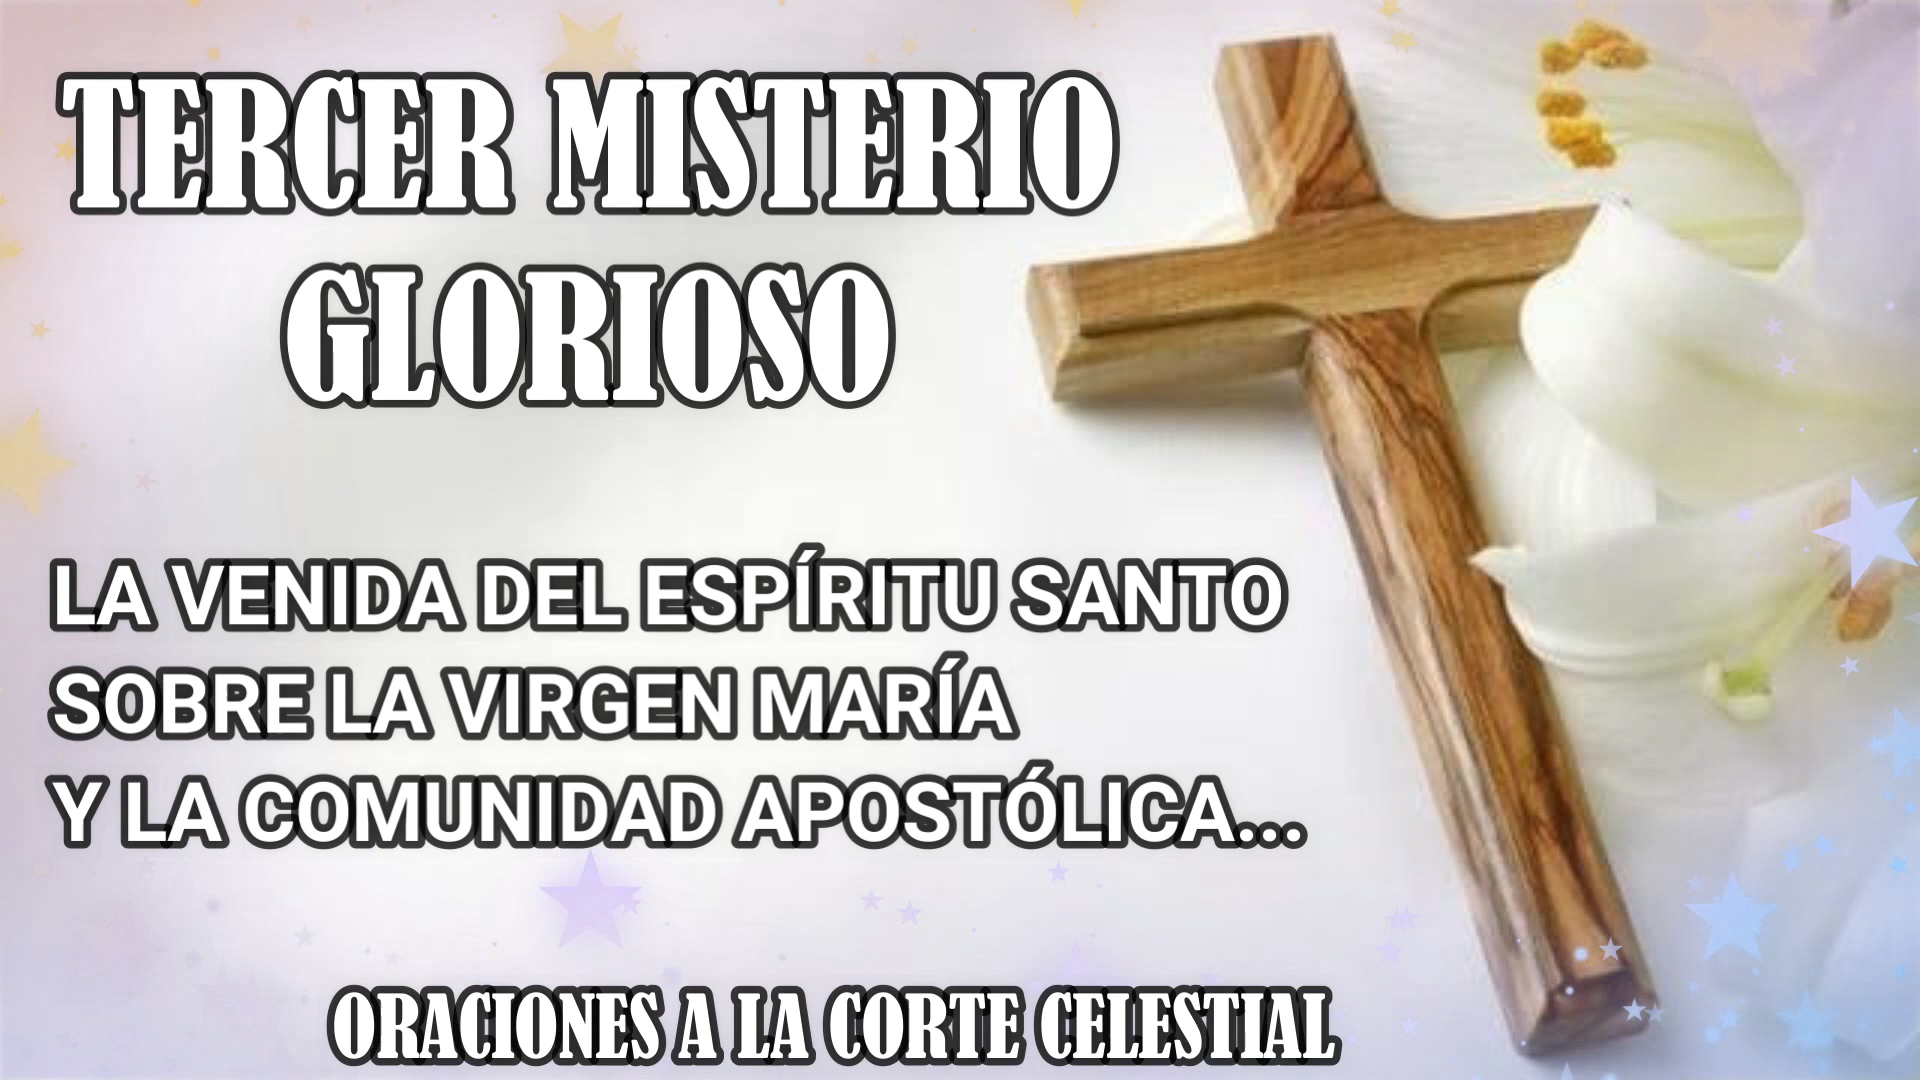 TERCER MISTERIO
GLORIOSO
LA VENIDA DEL ESPÍRITU SANTO
SOBRE LA VIRGEN MARÍA
Y LA COMUNIDAD APOSTÓLICA...
ORACIONES A LA CORTE CELESTIAL